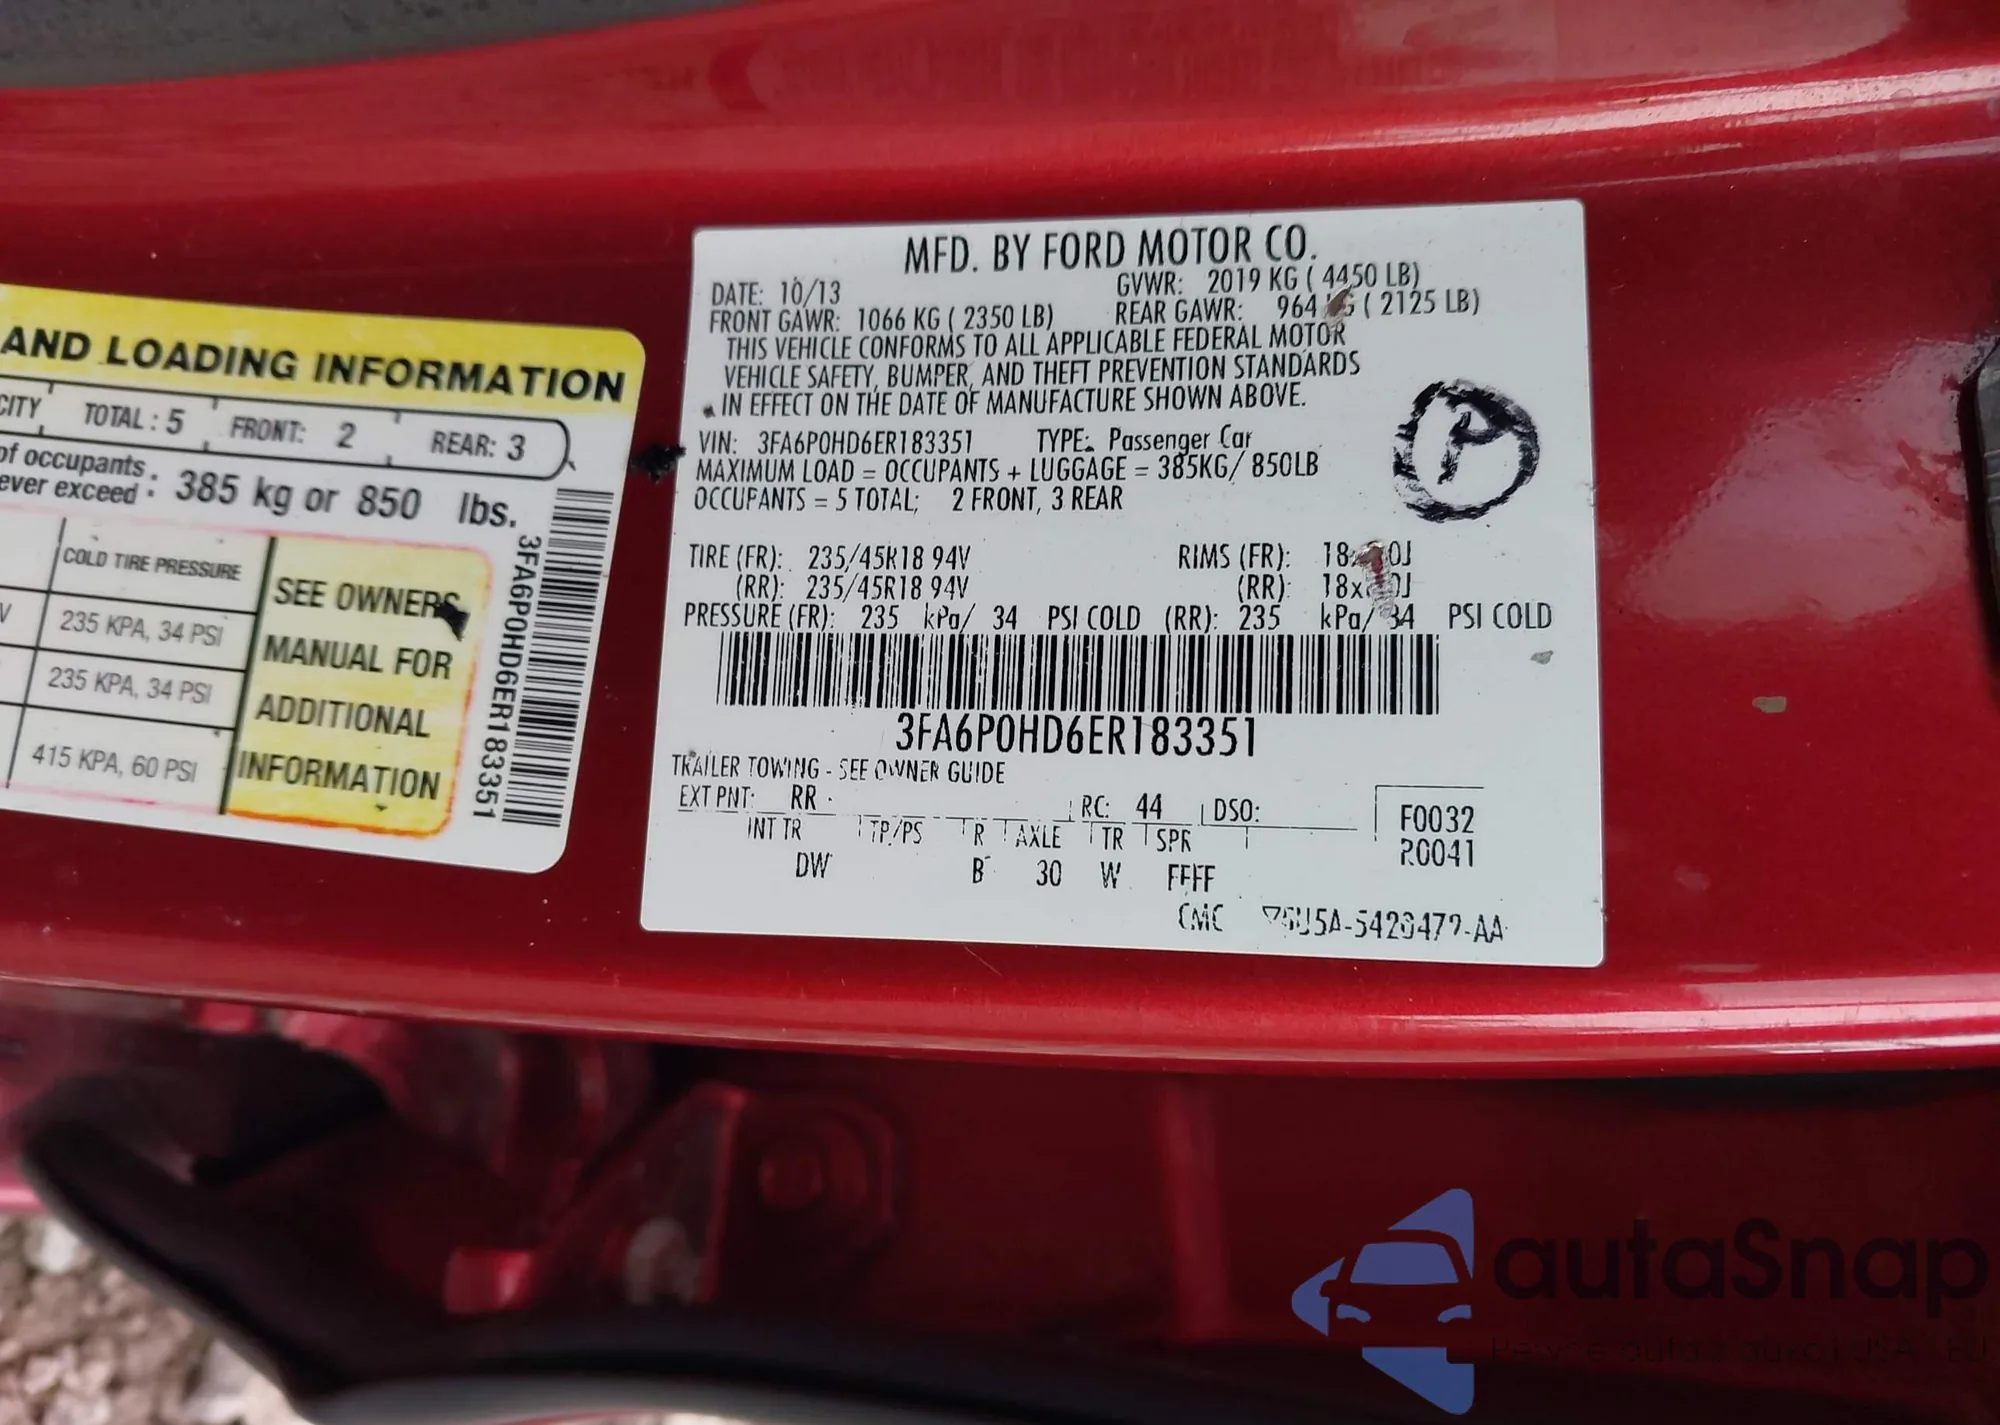 AND LOADING INFORMATION
CITY TOTAL : 5 FRONT: 2 REAR: 3
of occupants
ever exceed : 385 kg or 850 lbs.
COLD TIRE PRESSURE
235 KPA, 34 PSI
235 KPA, 34 PSI
415 KPA, 60 PSI
SEE OWNERS
MANUAL FOR
ADDITIONAL
INFORMATION
3FA6P0HD6ER183351
MFD. BY FORD MOTOR CO.
DATE: 10/13 GVWR: 2019 KG ( 4450 LB)
FRONT GAWR: 1066 KG ( 2350 LB) REAR GAWR: 964 KG ( 2125 LB)
THIS VEHICLE CONFORMS TO ALL APPLICABLE FEDERAL MOTOR
VEHICLE SAFETY, BUMPER, AND THEFT PREVENTION STANDARDS
IN EFFECT ON THE DATE OF MANUFACTURE SHOWN ABOVE.
VIN: 3FA6P0HD6ER183351 TYPE: Passenger Car
MAXIMUM LOAD = OCCUPANTS + LUGGAGE = 385KG/ 850LB
OCCUPANTS = 5 TOTAL; 2 FRONT, 3 REAR
P
TIRE (FR): 235/45R18 94V RIMS (FR):
(RR): 235/45R18 94V (RR):
PRESSURE (FR): 235 kPa/ 34 PSI COLD (RR): 235 kPa/ 34 PSI COLD
3FA6P0HD6ER183351
TRAILER TOWING - SEE OWNER GUIDE
EXT PNT: RR RC: 44 DSO:
F0032
R0041
INT TR TP/PS R AXLE TR SPR
DW B 30 W FFFF
CMC
autoSnap